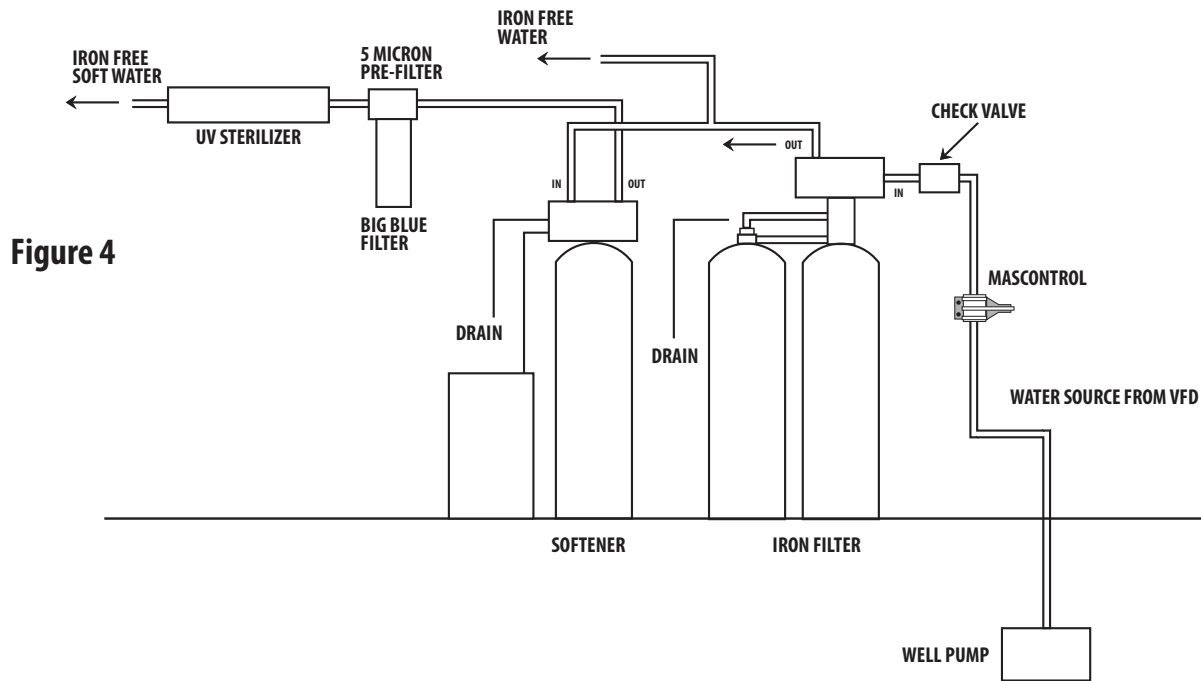 IRON FREE
WATER
IRON FREE
SOFT WATER
5 MICRON
PRE-FILTER
UV STERILIZER
CHECK VALVE
OUT
IN
OUT
IN
BIG BLUE
FILTER
Figure 4
MASCONTROL
DRAIN
DRAIN
WATER SOURCE FROM VFD
SOFTENER
IRON FILTER
WELL PUMP